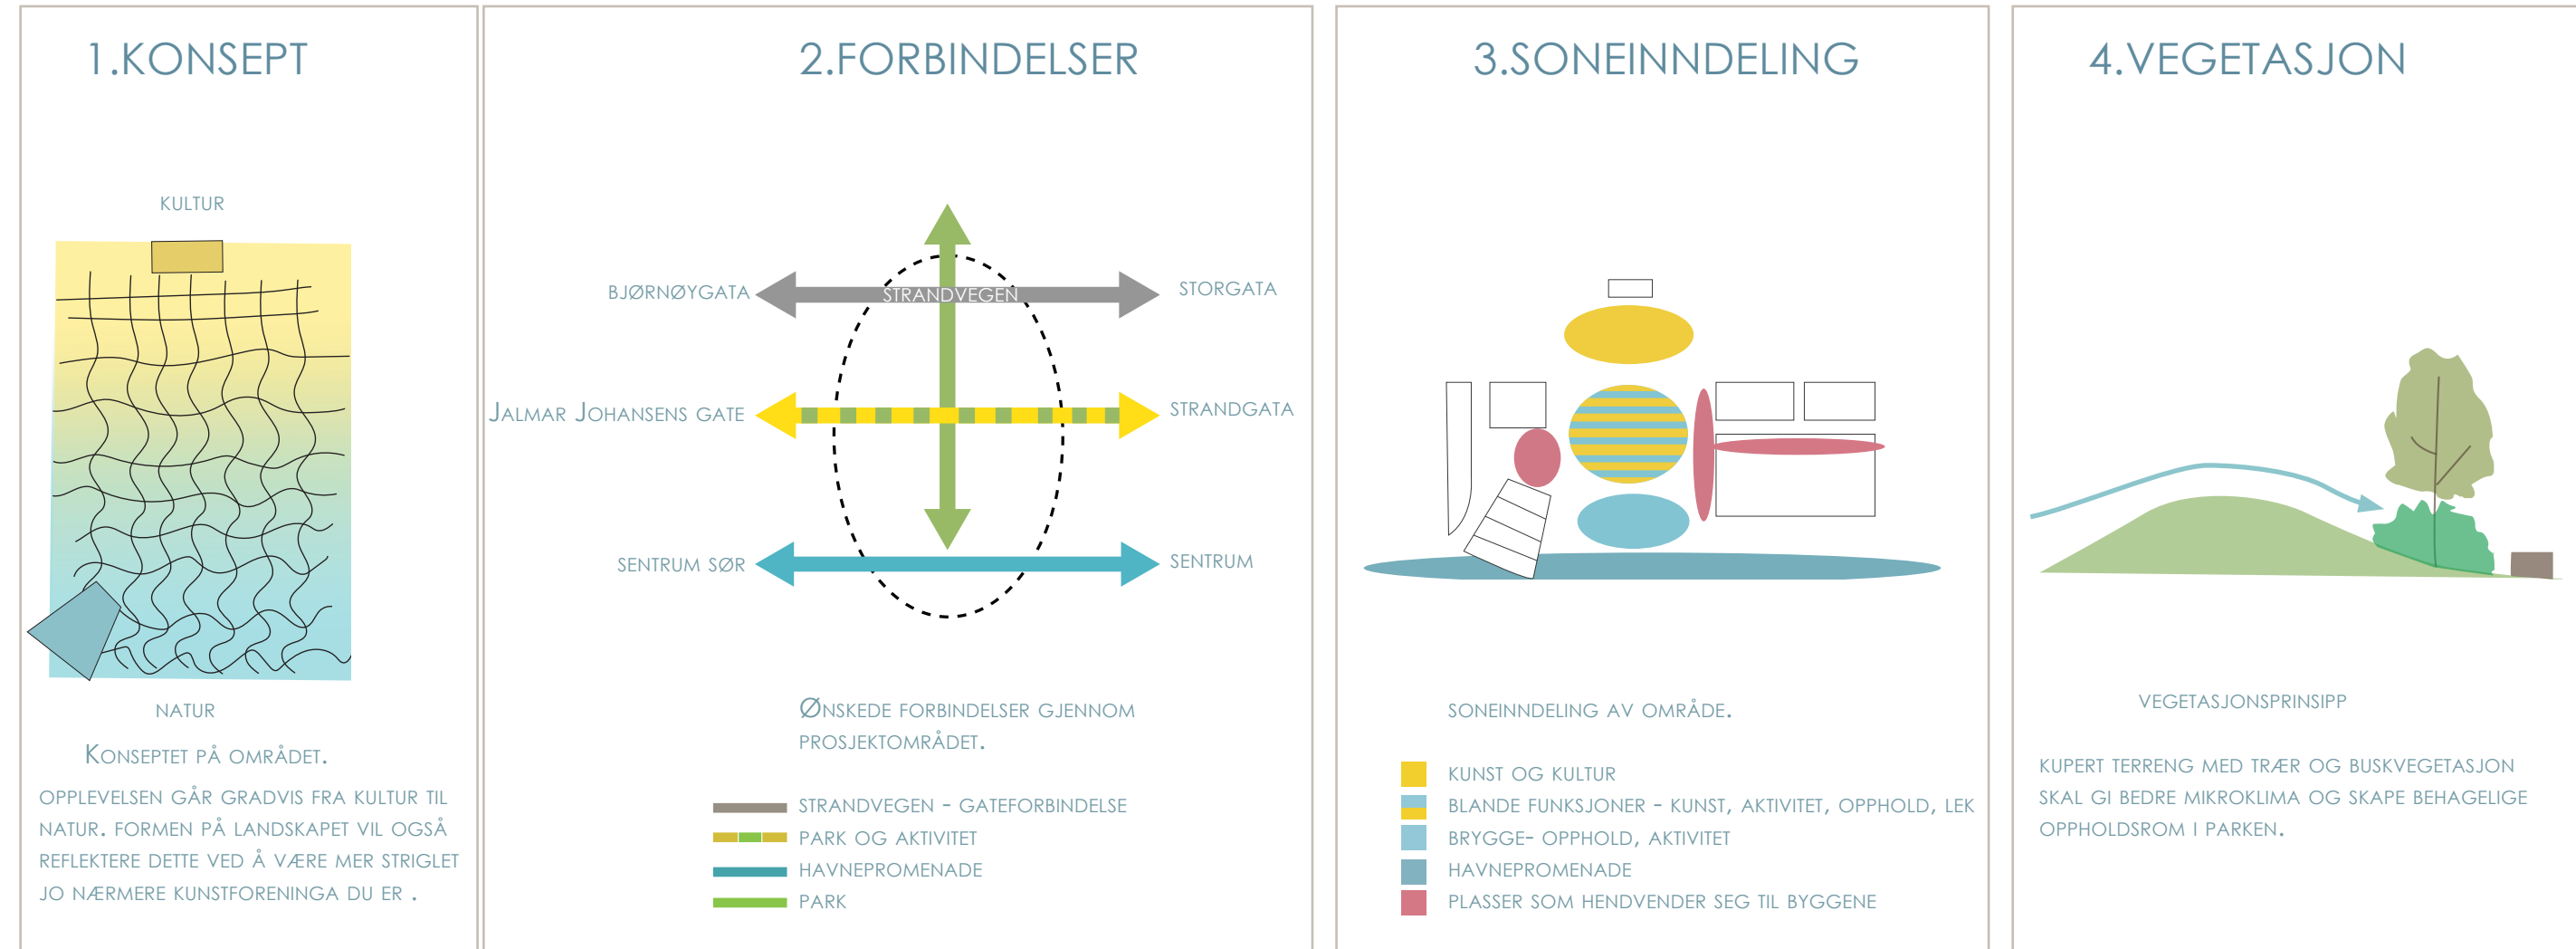 1.KONSEPT
KULTUR
NATUR
KONSEPTET PÅ OMRÅDET.
OPPLEVELSEN GÅR GRADVIS FRA KULTUR TIL
NATUR. FORMEN PÅ LANDSKAPET VIL OGSÅ
REFLEKTERE DETTE VED Å VÆRE MER STRIGLET
JO NÆRMERE KUNSTFORENINGA DU ER .
2.FORBINDELSER
BJØRNØYGATA
STRANDVEGEN
STORGATA
JALMAR JOHANSENS GATE
STRANDGATA
SENTRUM SØR
SENTRUM
ØNSKEDE FORBINDELSER GJENNOM
PROSJEKTOMRÅDET.
STRANDVEGEN - GATEFORBINDELSE
PARK OG AKTIVITET
HAVNEPROMENADE
PARK
3.SONEINNDELING
SONEINNDELING AV OMRÅDE.
KUNST OG KULTUR
BLANDE FUNKSJONER - KUNST, AKTIVITET, OPPHOLD, LEK
BRYGGE- OPPHOLD, AKTIVITET
HAVNEPROMENADE
PLASSER SOM HENDVENDER SEG TIL BYGGENE
4.VEGETASJON
VEGETASJONSPRINSIPP
KUPERT TERRENG MED TRÆR OG BUSKVEGETASJON
SKAL GI BEDRE MIKROKLIMA OG SKAPE BEHAGELIGE
OPPHOLDSROM I PARKEN.